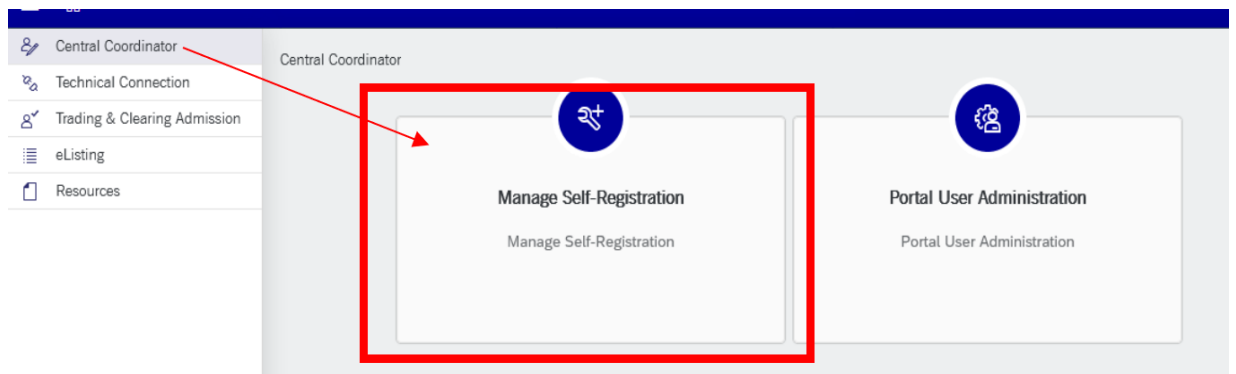 Central Coordinator
Technical Connection
Trading & Clearing Admission
eListing
Resources
Central Coordinator
Manage Self-Registration
Manage Self-Registration
Portal User Administration
Portal User Administration